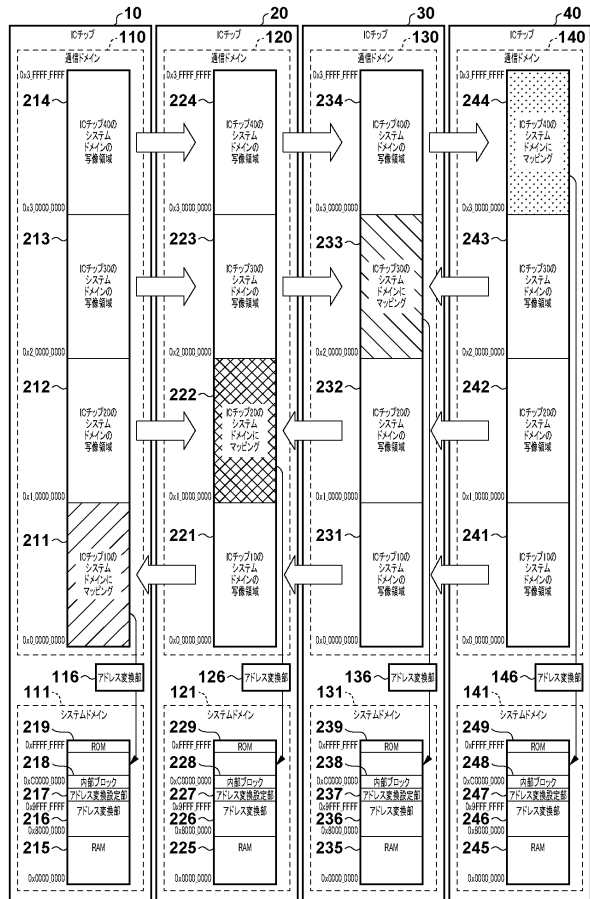 10
ICチップ
110
通信ドメイン
0x3_FFFF_FFFF
214
ICチップ40の
システム
ドメインの
写像領域
0x3_0000_0000
213
ICチップ30の
システム
ドメインの
写像領域
0x2_0000_0000
212
ICチップ20の
システム
ドメインの
写像領域
0x1_0000_0000
211
ICチップ10の
システム
ドメインに
マッピング
0x0_0000_0000
116
アドレス変換部
111
システムドメイン
219
0xFFFF_FFFF
ROM
218
0xC000_0000
内部ブロック
217
アドレス変換設定部
0x9FFF_FFFF
216
アドレス変換部
0x8000_0000
215
RAM
0x0000_0000
20
ICチップ
120
通信ドメイン
0x3_FFFF_FFFF
224
ICチップ40の
システム
ドメインの
写像領域
0x3_0000_0000
223
ICチップ30の
システム
ドメインの
写像領域
0x2_0000_0000
222
ICチップ20の
システム
ドメインに
マッピング
0x1_0000_0000
221
ICチップ10の
システム
ドメインの
写像領域
0x0_0000_0000
126
アドレス変換部
121
システムドメイン
229
0xFFFF_FFFF
ROM
228
0xC000_0000
内部ブロック
227
アドレス変換設定部
0x9FFF_FFFF
226
アドレス変換部
0x8000_0000
225
RAM
0x0000_0000
30
ICチップ
130
通信ドメイン
0x3_FFFF_FFFF
234
ICチップ40の
システム
ドメインの
写像領域
0x3_0000_0000
233
ICチップ30の
システム
ドメインに
マッピング
0x2_0000_0000
232
ICチップ20の
システム
ドメインの
写像領域
0x1_0000_0000
231
ICチップ10の
システム
ドメインの
写像領域
0x0_0000_0000
136
アドレス変換部
131
システムドメイン
239
0xFFFF_FFFF
ROM
238
0xC000_0000
内部ブロック
237
アドレス変換設定部
0x9FFF_FFFF
236
アドレス変換部
0x8000_0000
235
RAM
0x0000_0000
40
ICチップ
140
通信ドメイン
0x3_FFFF_FFFF
244
ICチップ40の
システム
ドメインに
マッピング
0x3_0000_0000
243
ICチップ30の
システム
ドメインの
写像領域
0x2_0000_0000
242
ICチップ20の
システム
ドメインの
写像領域
0x1_0000_0000
241
ICチップ10の
システム
ドメインの
写像領域
0x0_0000_0000
146
アドレス変換部
141
システムドメイン
249
0xFFFF_FFFF
ROM
248
0xC000_0000
内部ブロック
247
アドレス変換設定部
0x9FFF_FFFF
246
アドレス変換部
0x8000_0000
245
RAM
0x0000_0000